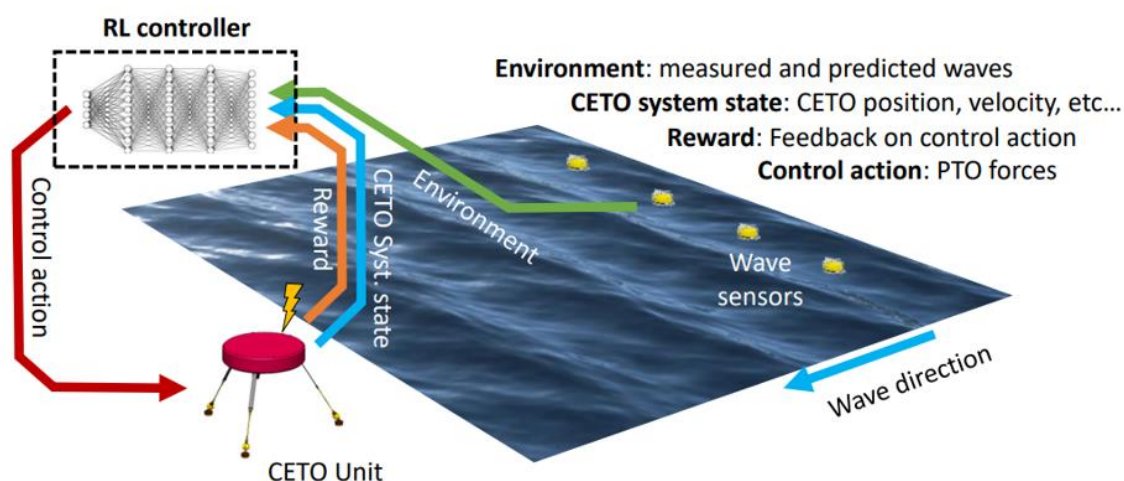 RL controller
Environment: measured and predicted waves
CETO system state: CETO position, velocity, etc...
Reward: Feedback on control action
Control action: PTO forces
Control action
Reward
CETO Syst. state
Environment
Wave
sensors
Wave direction
CETO Unit